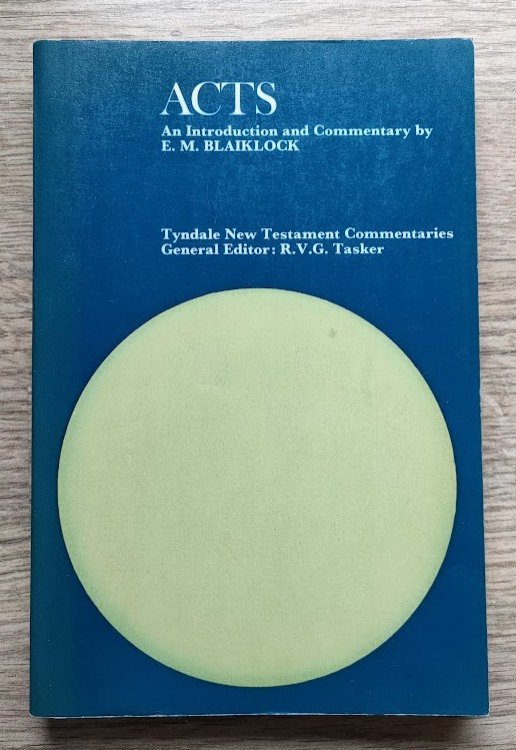 ACTS
An Introduction and Commentary by
E. M. BLAIKLOCK
Tyndale New Testament Commentaries
General Editor: R.V.G. Tasker